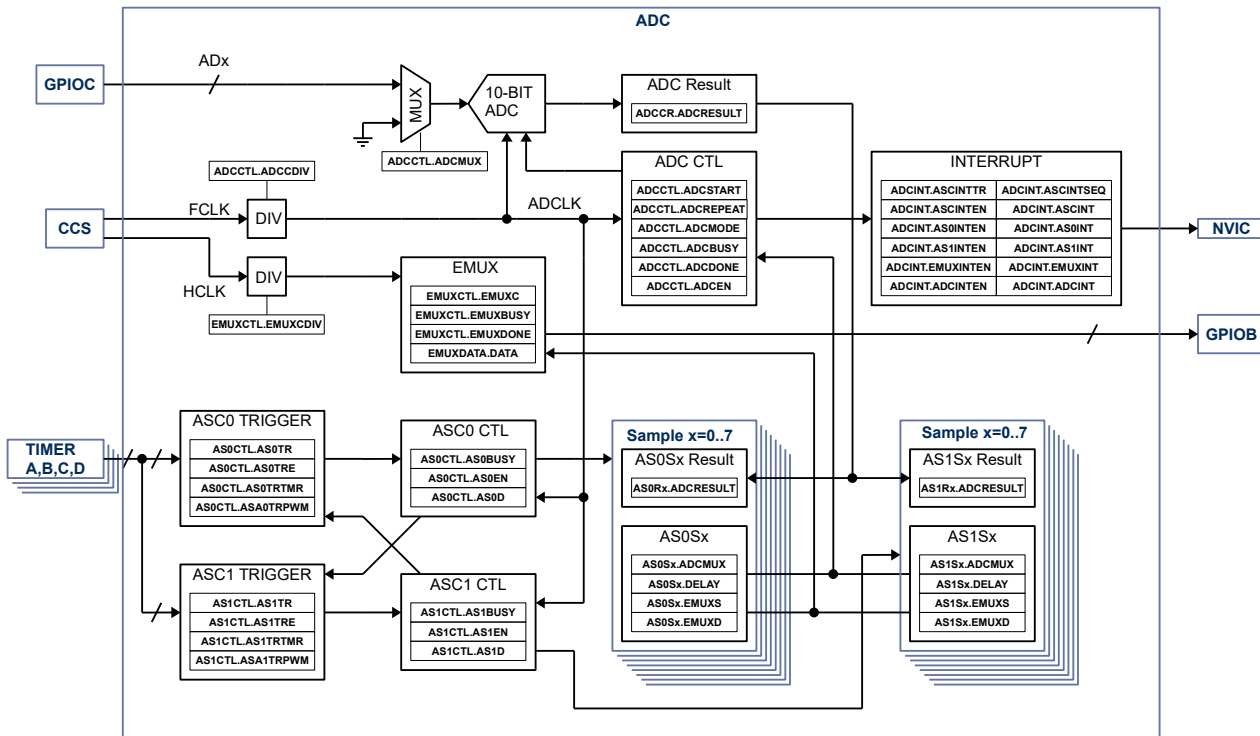 ADC
GPIOC
ADx
MUX
10-BIT
ADC
ADC Result
ADCCR.ADCRESULT
ADCCTL.ADCMUX
ADCCTL.ADCCDIV
CCS
FCLK
DIV
ADCLK
HCLK
DIV
EMUXCTL.EMUXCDIV
ADC CTL
ADCCTL.ADCSTART
ADCCTL.ADCREPEAT
ADCCTL.ADCMODE
ADCCTL.ADCBUSY
ADCCTL.ADCDONE
ADCCTL.ADCEN
INTERRUPT
ADCINT.ASCINTTR ADCINT.ASCINTSEQ
ADCINT.ASCINTEN ADCINT.ASCINT
ADCINT.AS0INTEN ADCINT.AS0INT
ADCINT.AS1INTEN ADCINT.AS1INT
ADCINT.EMUXINTEN ADCINT.EMUXINT
ADCINT.ADCINTEN ADCINT.ADCINT
NVIC
EMUX
EMUXCTL.EMUXC
EMUXCTL.EMUXBUSY
EMUXCTL.EMUXDONE
EMUXDATA.DATA
GPIOB
TIMER
A,B,C,D
ASC0 TRIGGER
AS0CTL.AS0TR
AS0CTL.AS0TRE
AS0CTL.AS0TRTMR
AS0CTL.ASA0TRPWM
ASC0 CTL
AS0CTL.AS0BUSY
AS0CTL.AS0EN
AS0CTL.AS0D
ASC1 TRIGGER
AS1CTL.AS1TR
AS1CTL.AS1TRE
AS1CTL.AS1TRTMR
AS1CTL.ASA1TRPWM
ASC1 CTL
AS1CTL.AS1BUSY
AS1CTL.AS1EN
AS1CTL.AS1D
Sample x=0..7
AS0Sx Result
AS0Rx.ADCRESULT
AS0Sx
AS0Sx.ADCMUX
AS0Sx.DELAY
AS0Sx.EMUXS
AS0Sx.EMUXD
Sample x=0..7
AS1Sx Result
AS1Rx.ADCRESULT
AS1Sx
AS1Sx.ADCMUX
AS1Sx.DELAY
AS1Sx.EMUXS
AS1Sx.EMUXD